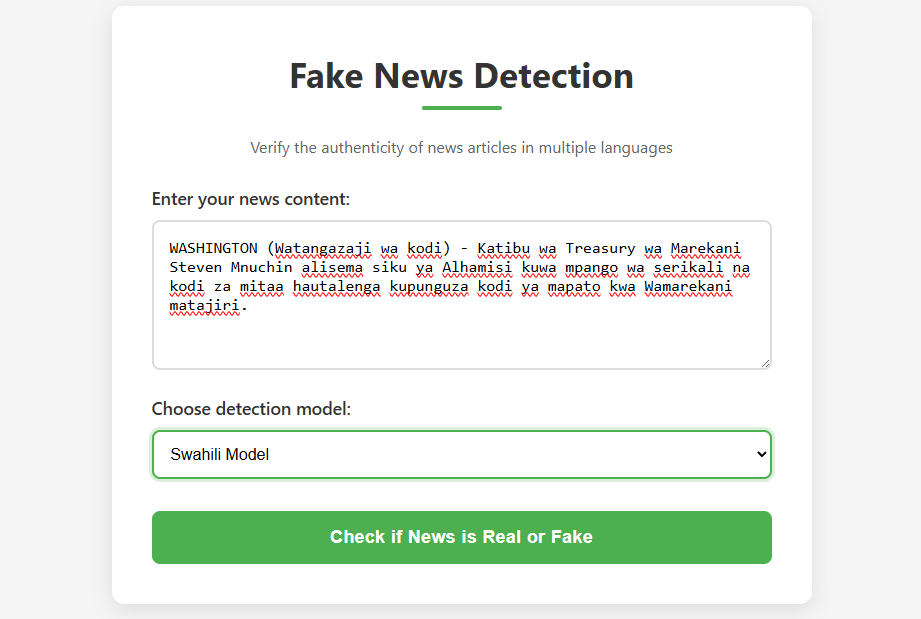 Fake News Detection
Verify the authenticity of news articles in multiple languages
Enter your news content:
WASHINGTON (Watangazaji wa kodi) - Katibu wa Treasury wa Marekani
Steven Mnuchin alisema siku ya Alhamisi kuwa mpango wa serikali na
kodi za mitaa hautalenga kupunguza kodi ya mapato kwa Wamarekani
matajiri.
Choose detection model:
Swahili Model
Check if News is Real or Fake